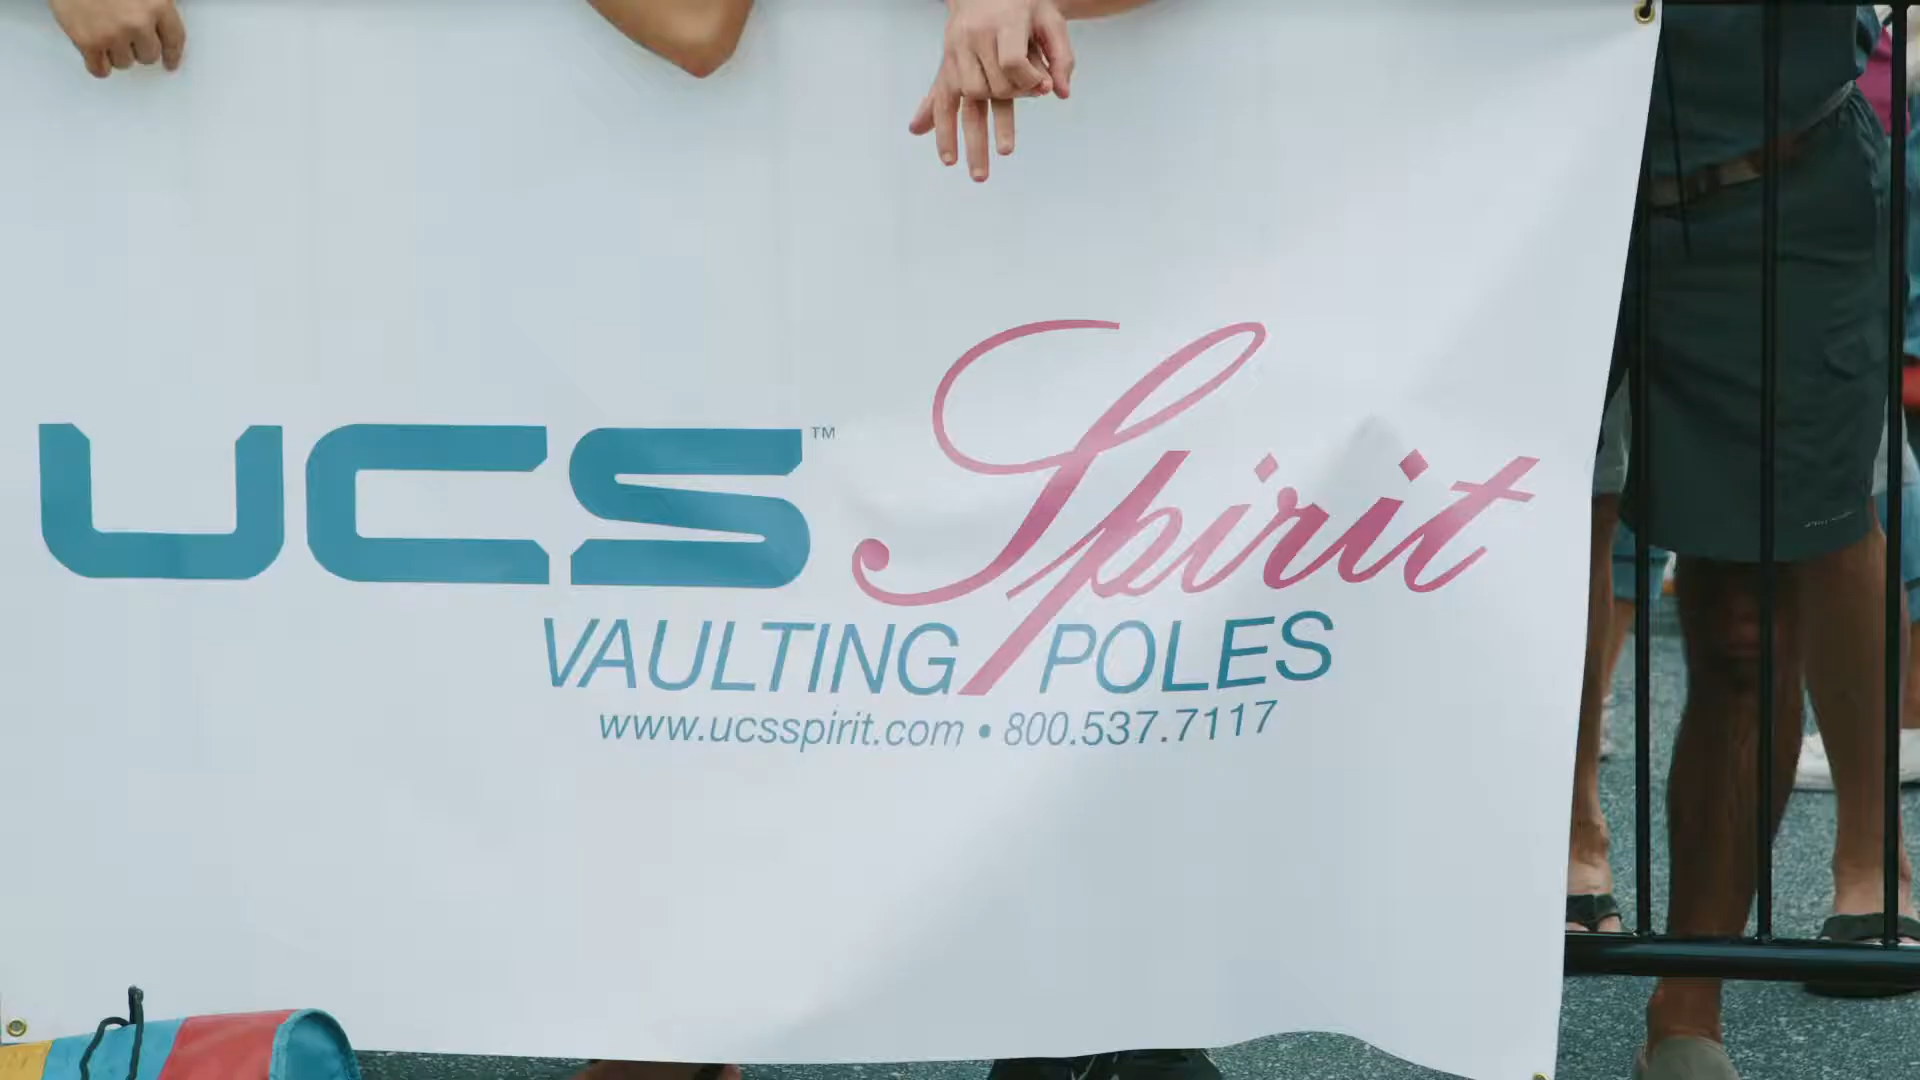 UCS™ Spirit
VAULTING POLES
www.ucsspirit.com • 800.537.7117